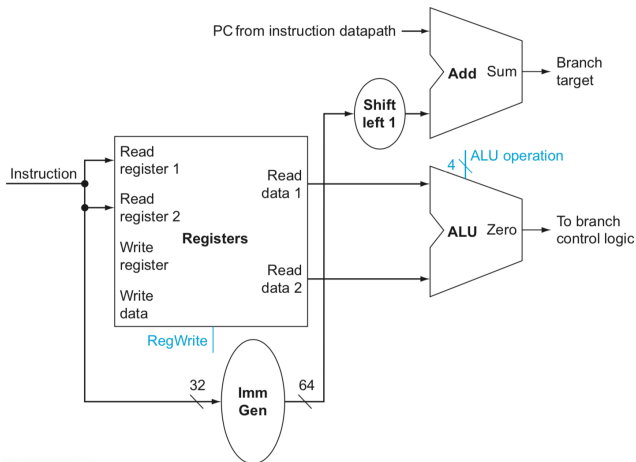 PC from instruction datapath
Add Sum
Branch
target
Shift
left 1
Instruction
Read
register 1
Read
register 2
Write
register
Write
data
Registers
Read
data 1
Read
data 2
RegWrite
4
ALU operation
ALU Zero
To branch
control logic
32
Imm
Gen
64